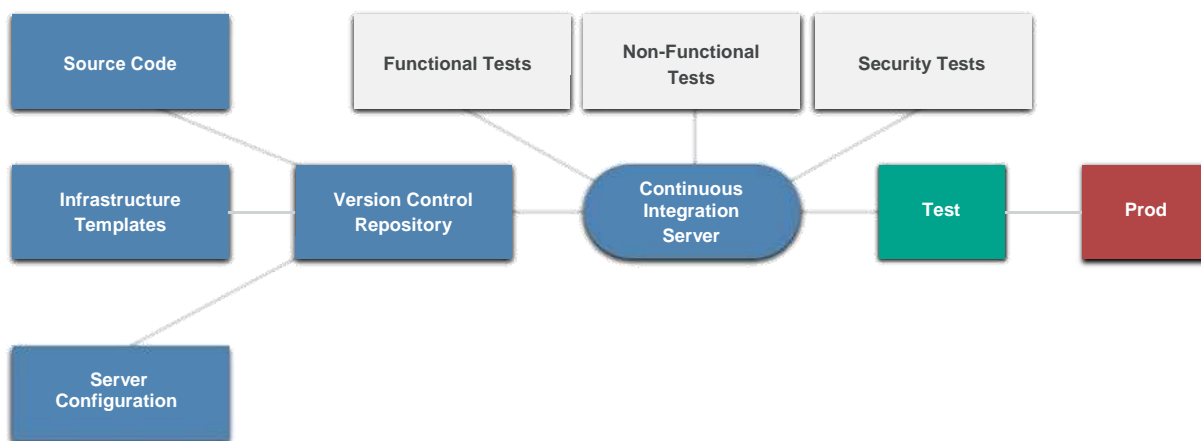 Source Code
Functional Tests
Non-Functional
Tests
Security Tests
Infrastructure
Templates
Version Control
Repository
Continuous
Integration
Server
Test
Prod
Server
Configuration